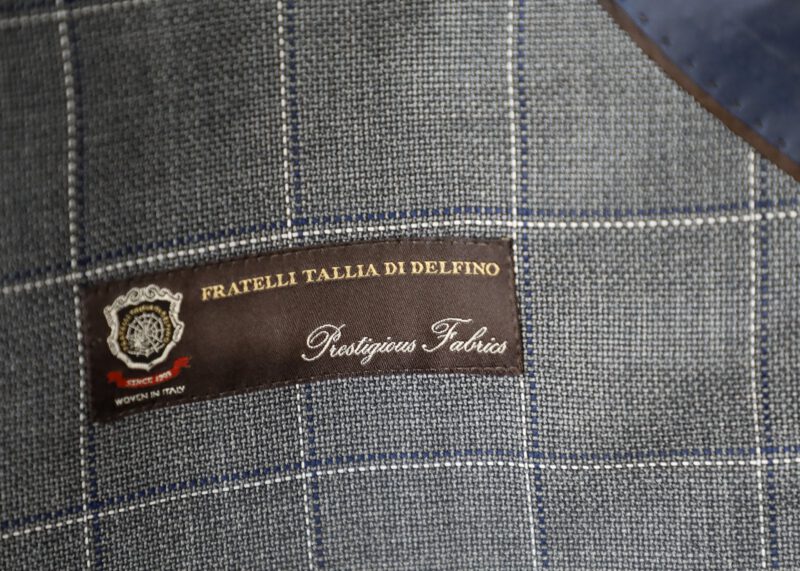 FRATELLI TALLIA DI DELFINO
Prestigious Fabrics
SINCE 1903
WOVEN IN ITALY